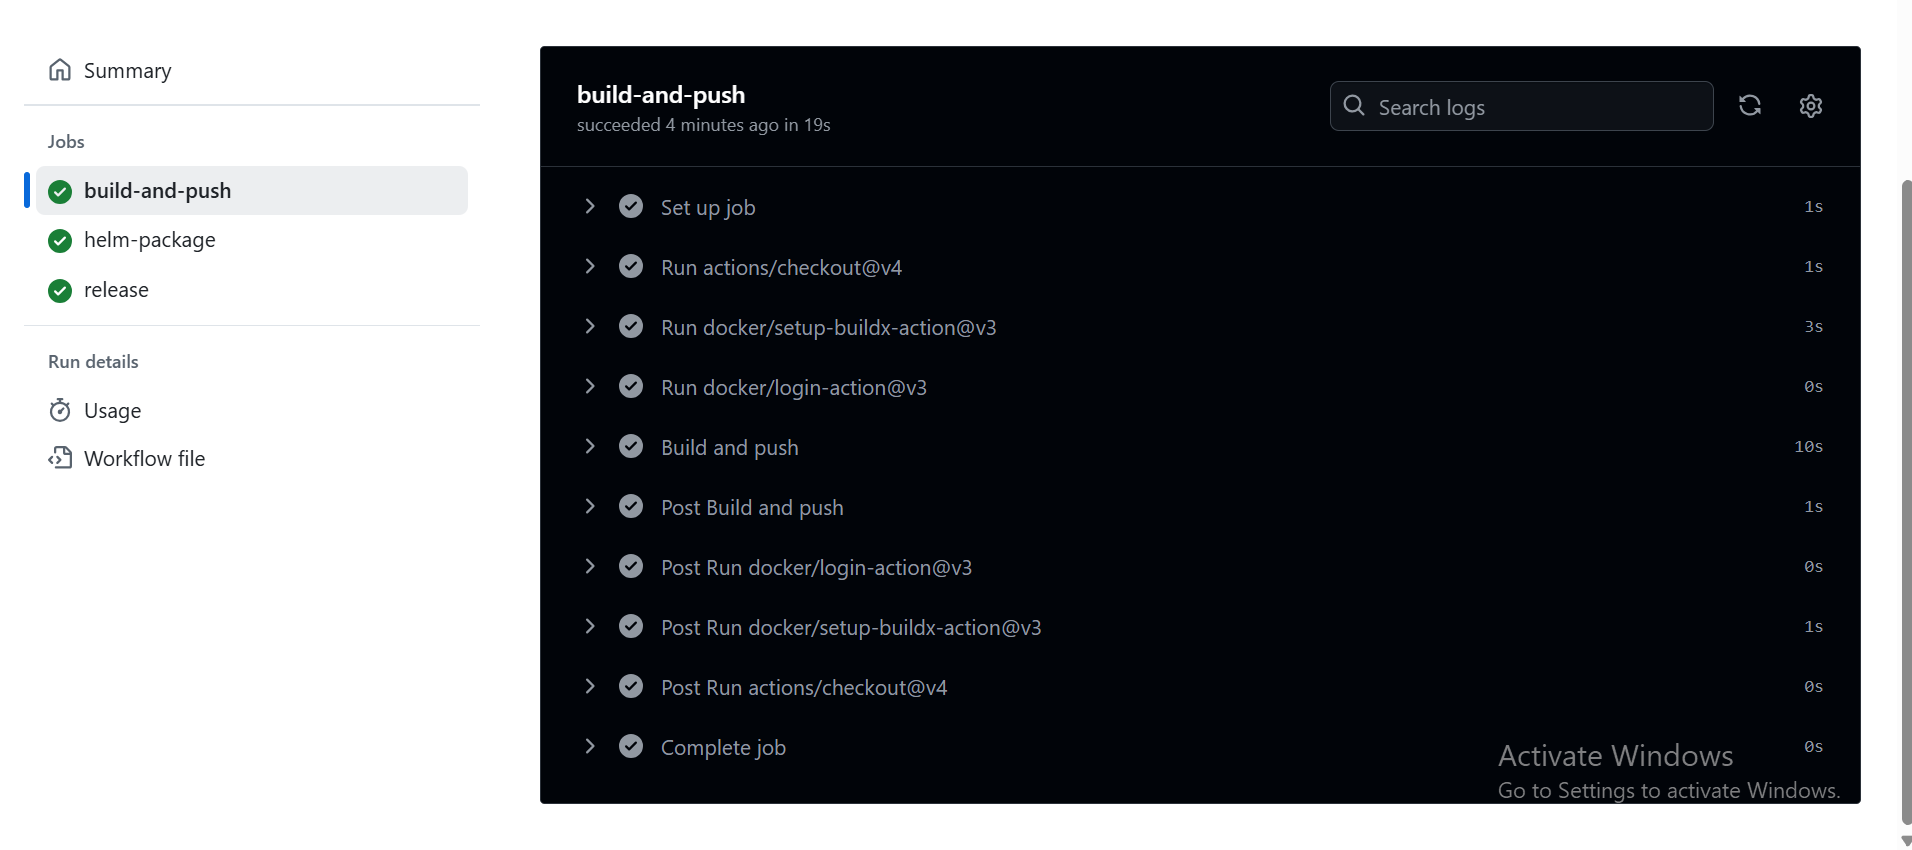 Summary
Jobs
build-and-push
helm-package
release
Run details
Usage
Workflow file
build-and-push
succeeded 4 minutes ago in 19s
Search logs
Set up job 1s
Run actions/checkout@v4 1s
Run docker/setup-buildx-action@v3 3s
Run docker/login-action@v3 0s
Build and push 10s
Post Build and push 1s
Post Run docker/login-action@v3 0s
Post Run docker/setup-buildx-action@v3 1s
Post Run actions/checkout@v4 0s
Complete job 0s
Activate Windows
Go to Settings to activate Windows.